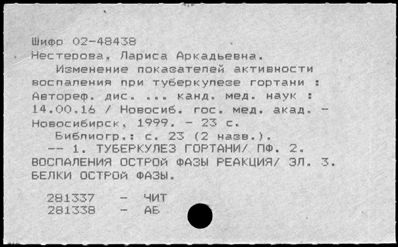 Шифр 02-48438
Нестерова, Лариса Аркадьевна.
Изменение показателей активности
воспаления при туберкулезе гортани :
Автореф. дис. ... канд. мед. наук :
14.00.16 / Новосиб. гос. мед. акад. -
Новосибирск, 1999. - 23 с.
Библиогр.: с. 23 (2 назв.).
-- 1. ТУБЕРКУЛЕЗ ГОРТАНИ/ ПФ. 2.
ВОСПАЛЕНИЯ ОСТРОЙ ФАЗЫ РЕАКЦИЯ/ ЭЛ. 3.
БЕЛКИ ОСТРОЙ ФАЗЫ.
281337 - ЧИТ
281338 - АБ